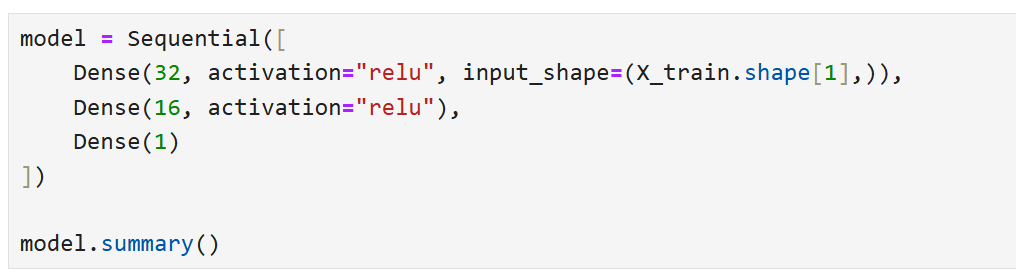 model = Sequential([
    Dense(32, activation="relu", input_shape=(X_train.shape[1],)),
    Dense(16, activation="relu"),
    Dense(1)
])

model.summary()